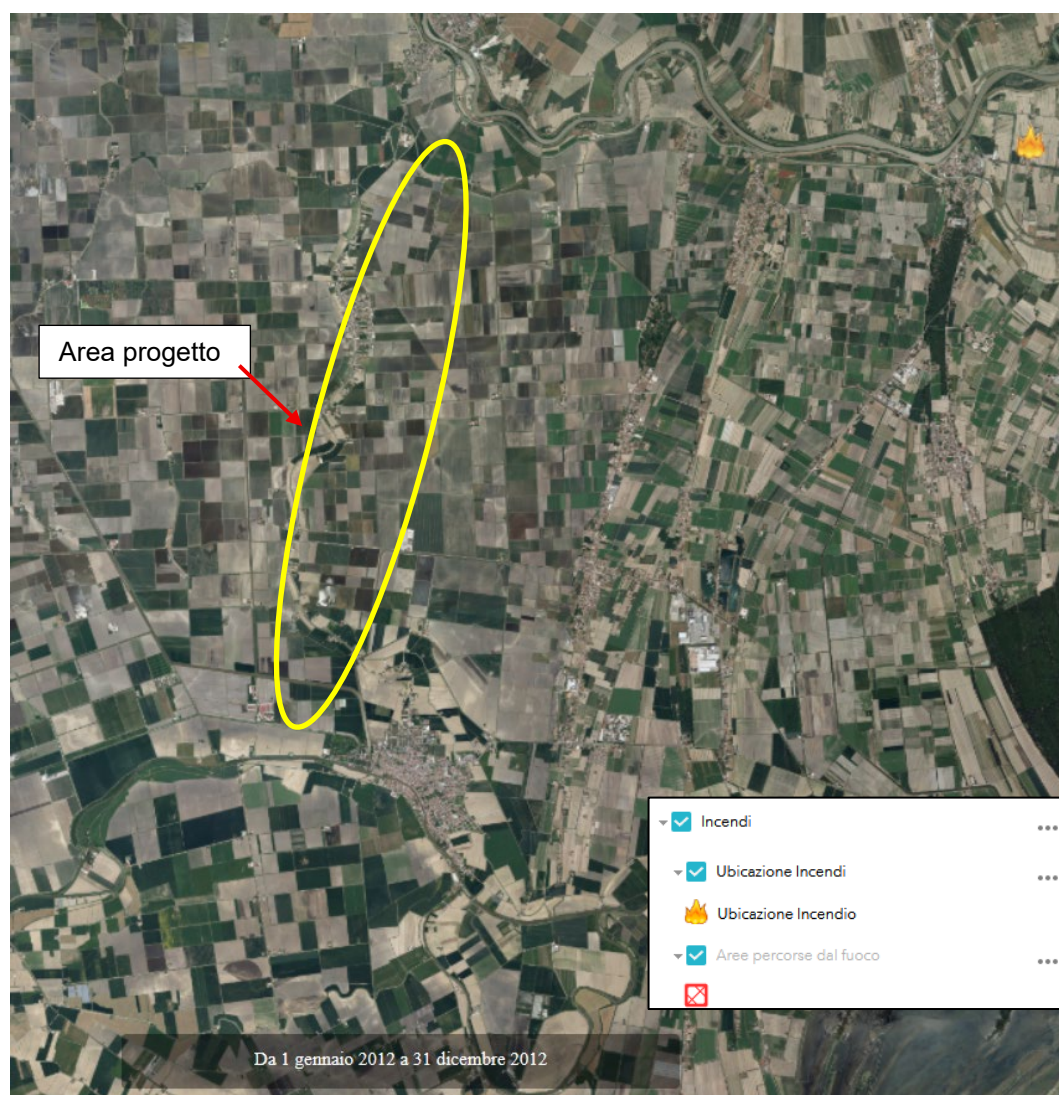 Area progetto
Incendi
Ubicazione Incendi
Ubicazione Incendio
Aree percorse dal fuoco
Da 1 gennaio 2012 a 31 dicembre 2012